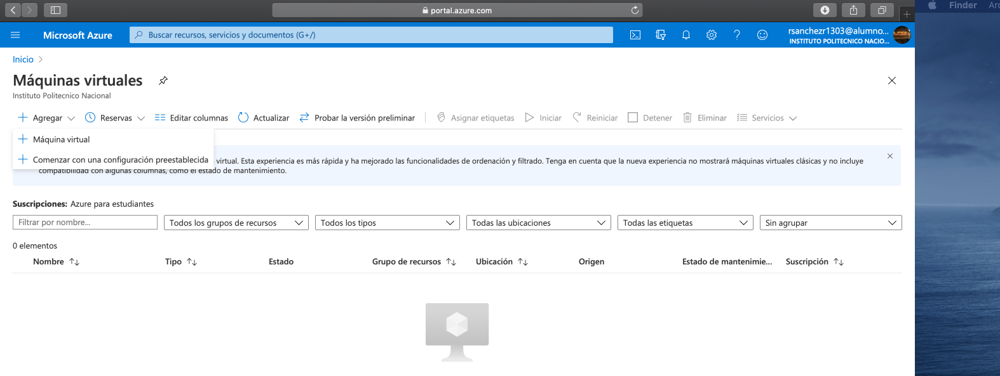 portal.azure.com
Finder
Microsoft Azure
Buscar recursos, servicios y documentos (G+/)
rsanchezr1303@alumno...
INSTITUTO POLITECNICO NACIO...
Inicio
Máquinas virtuales
Instituto Politecnico Nacional
Agregar Reservas Editar columnas Actualizar Probar la versión preliminar Asignar etiquetas Iniciar Reiniciar Detener Eliminar Servicios
Máquina virtual
Comenzar con una configuración preestablecida
virtual. Esta experiencia es más rápida y ha mejorado las funcionalidades de ordenación y filtrado. Tenga en cuenta que la nueva experiencia no mostrará máquinas virtuales clásicas y no incluye
compatibilidad con algunas columnas, como el estado de mantenimiento.
Suscripciones: Azure para estudiantes
Filtrar por nombre... Todos los grupos de recursos Todos los tipos Todas las ubicaciones Todas las etiquetas Sin agrupar
0 elementos
Nombre Tipo Estado Grupo de recursos Ubicación Origen Estado de mantenimie... Suscripción